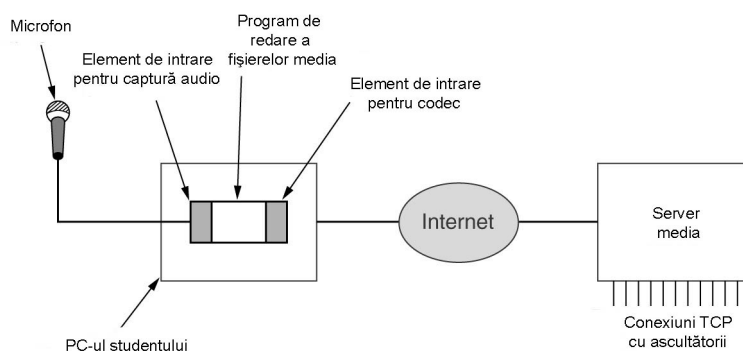 Microfon
Element de intrare
pentru captură audio
Program de
redare a
fişierelor media
Element de intrare
pentru codec
Internet
Server
media
PC-ul studentului
Conexiuni TCP
cu ascultătorii